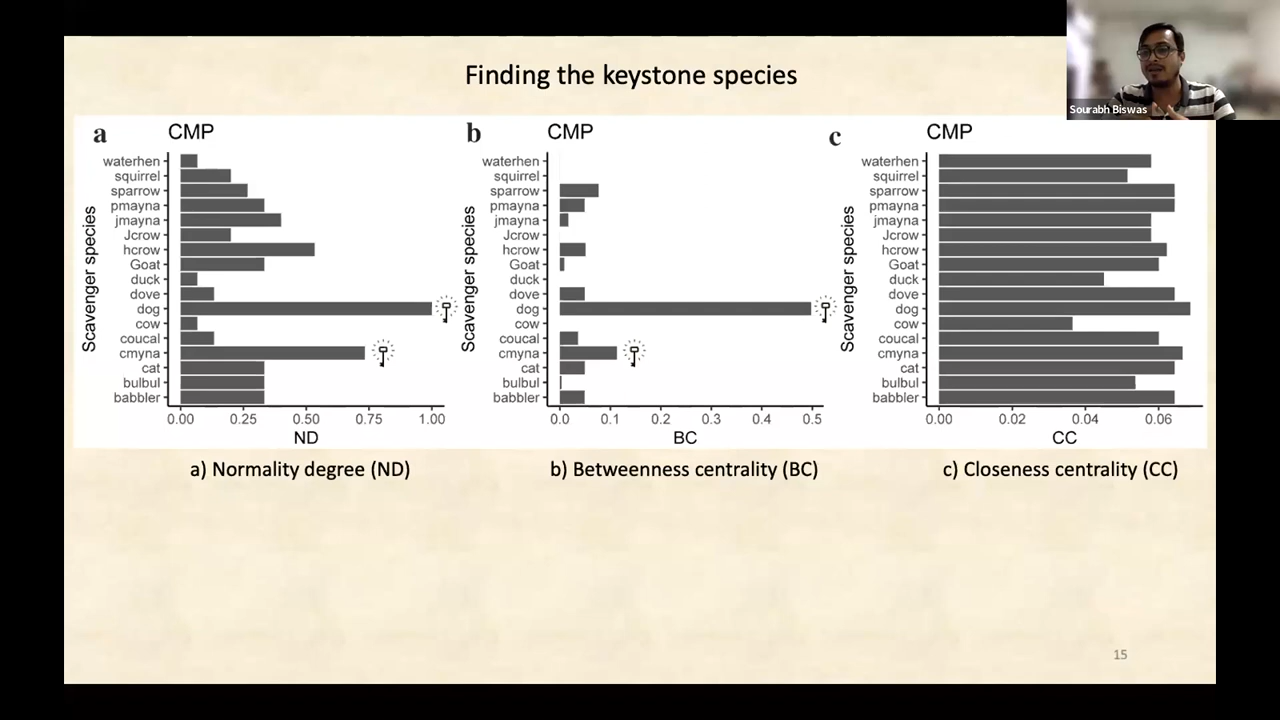 Finding the keystone species
Sourabh Biswas
a
CMP
Scavenger species
waterhen
squirrel
sparrow
pmayna
jmayna
Jcrow
hcrow
Goat
duck
dove
dog
cow
coucal
cmyna
cat
bulbul
babbler
0.00 0.25 0.50 0.75 1.00
ND
b
CMP
Scavenger species
waterhen
squirrel
sparrow
pmayna
jmayna
Jcrow
hcrow
Goat
duck
dove
dog
cow
coucal
cmyna
cat
bulbul
babbler
0.0 0.1 0.2 0.3 0.4 0.5
BC
c
CMP
Scavenger species
waterhen
squirrel
sparrow
pmayna
jmayna
Jcrow
hcrow
Goat
duck
dove
dog
cow
coucal
cmyna
cat
bulbul
babbler
0.00 0.02 0.04 0.06
CC
a) Normality degree (ND)
b) Betweenness centrality (BC)
c) Closeness centrality (CC)
15